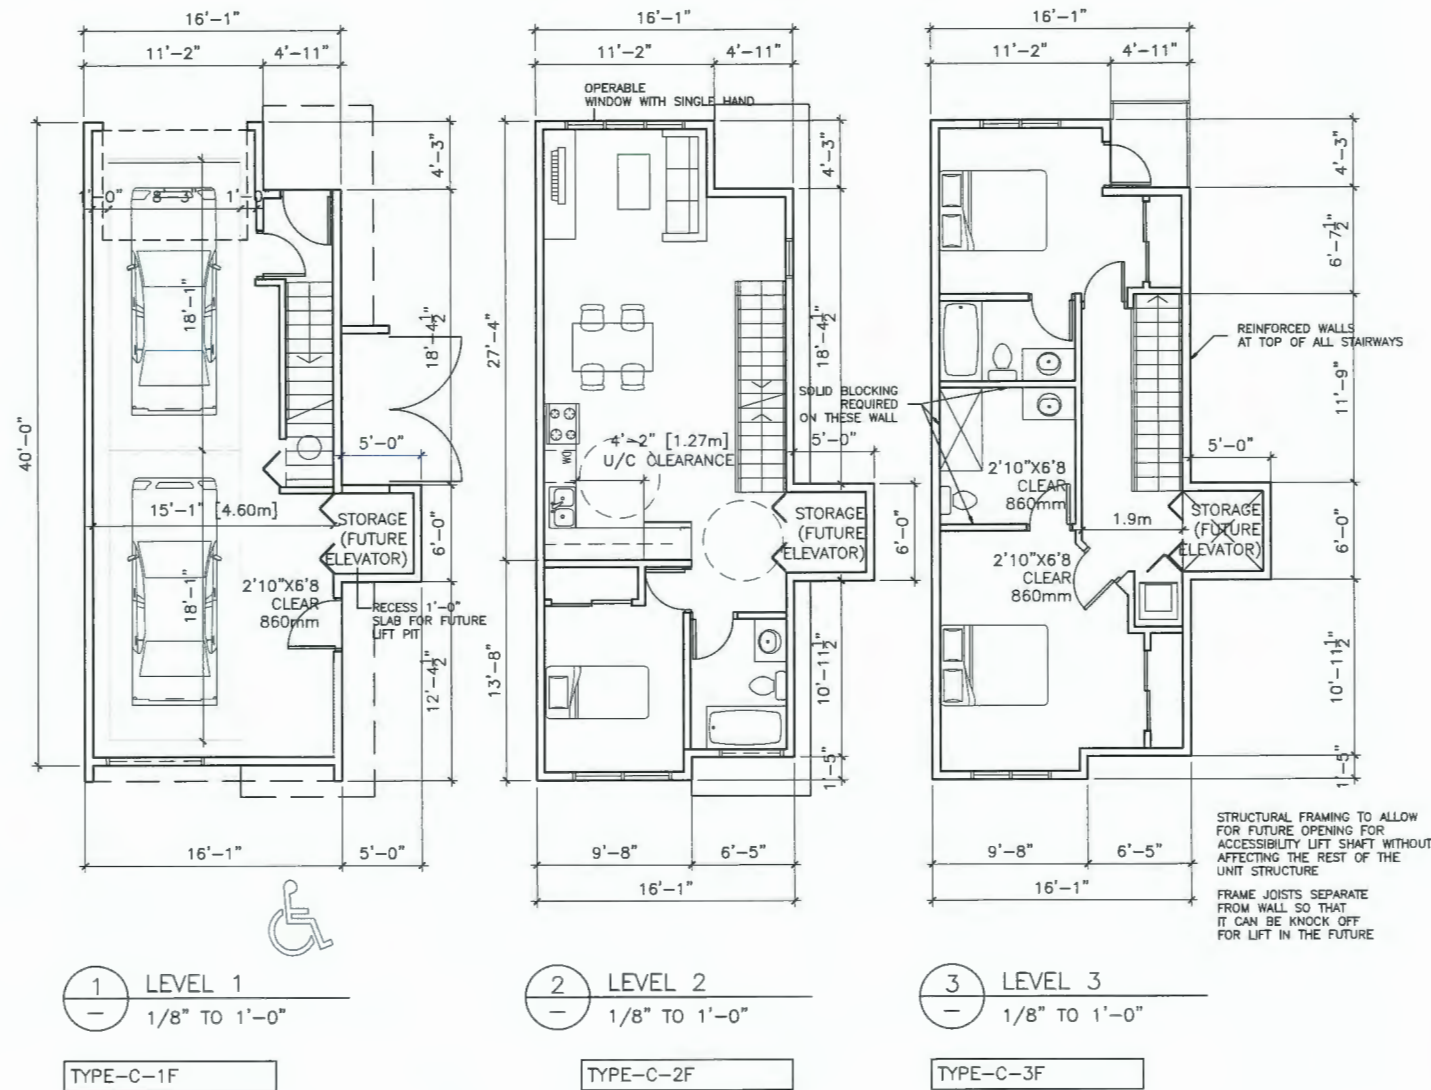 16'-1"
11'-2" 4'-11"
4'-3"
1'-0" 8'-3" 1'-0
18'-1"
18'-4½"
40'-0"
5'-0"
15'-1" [4.60m]
STORAGE
(FUTURE
ELEVATOR)
6'-0"
2'10"X6'8
CLEAR
860mm
RECESS 1'-0"
SLAB FOR FUTURE
LIFT PIT
18'-1"
12'-4½"
16'-1" 5'-0"
1 LEVEL 1
1/8" TO 1'-0"
TYPE-C-1F
16'-1"
11'-2" 4'-11"
OPERABLE
WINDOW WITH SINGLE HAND
4'-3"
27'-4"
18'-4½"
SOLID BLOCKING
REQUIRED
ON THESE WALL
4'-2" [1.27m]
U/C CLEARANCE
5'-0"
STORAGE
(FUTURE
ELEVATOR)
6'-0"
13'-8"
10'-11½"
1'-5"
9'-8" 6'-5"
16'-1"
2 LEVEL 2
1/8" TO 1'-0"
TYPE-C-2F
16'-1"
11'-2" 4'-11"
4'-3"
6'-7½"
REINFORCED WALLS
AT TOP OF ALL STAIRWAYS
11'-9"
5'-0"
2'10"X6'8
CLEAR
860mm
1.9m
STORAGE
(FUTURE
ELEVATOR)
6'-0"
2'10"X6'8
CLEAR
860mm
10'-11½"
1'-5"
9'-8" 6'-5"
16'-1"
STRUCTURAL FRAMING TO ALLOW
FOR FUTURE OPENING FOR
ACCESSIBILITY LIFT SHAFT WITHOUT
AFFECTING THE REST OF THE
UNIT STRUCTURE
FRAME JOISTS SEPARATE
FROM WALL SO THAT
IT CAN BE KNOCK OFF
FOR LIFT IN THE FUTURE
3 LEVEL 3
1/8" TO 1'-0"
TYPE-C-3F